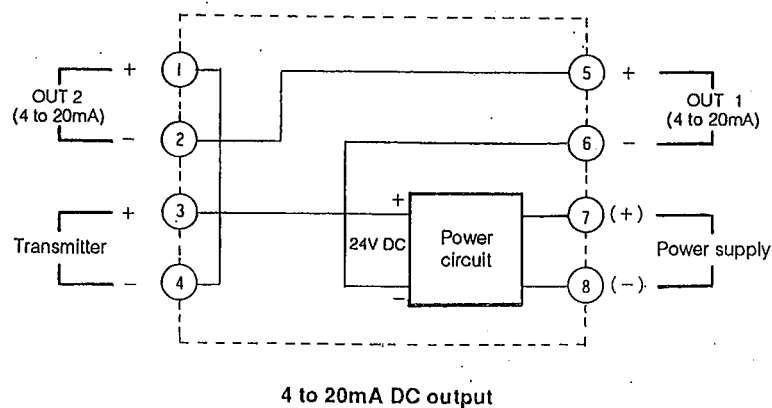 1 5
+ +
OUT 2
(4 to 20mA)
OUT 1
(4 to 20mA)
− −
2 6
3 7
+ + (+)
Transmitter
24V DC
Power
circuit
Power supply
− − (−)
4 8
4 to 20mA DC output